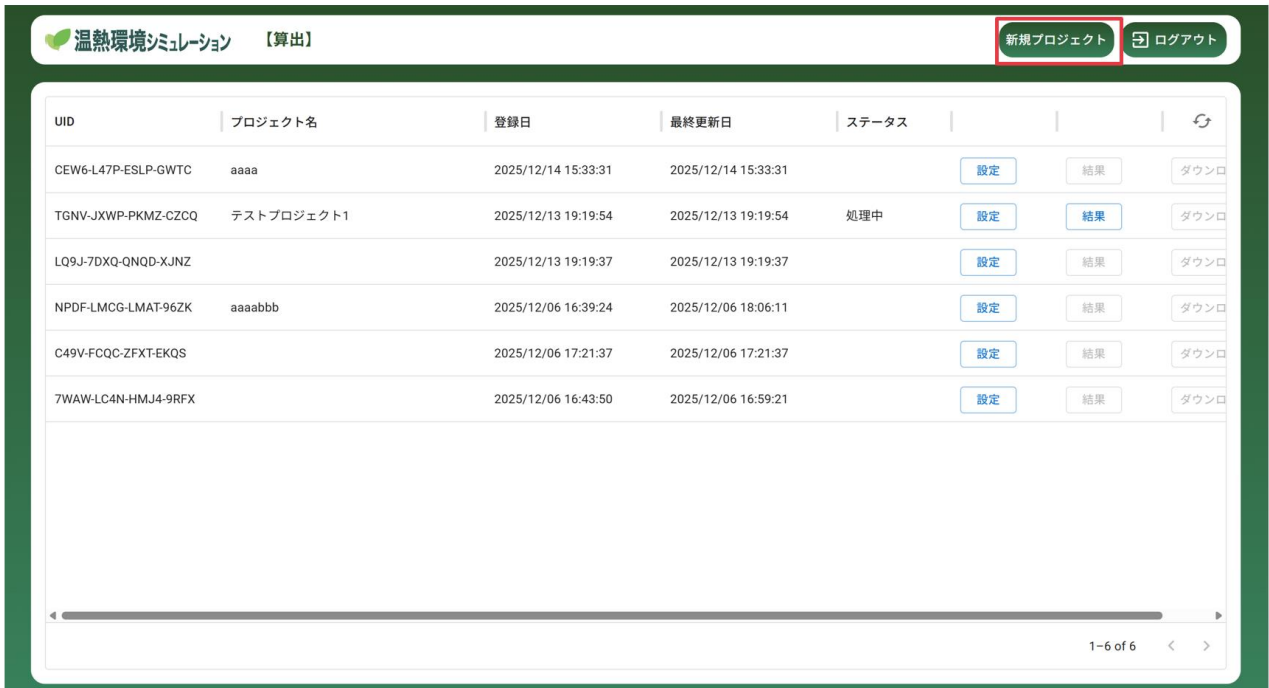 温熱環境シミュレーション 【算出】 新規プロジェクト ログアウト
UID プロジェクト名 登録日 最終更新日 ステータス
CEW6-L47P-ESLP-GWTC aaaa 2025/12/14 15:33:31 2025/12/14 15:33:31 設定 結果 ダウンロ
TGNV-JXWP-PKMZ-CZCQ テストプロジェクト1 2025/12/13 19:19:54 2025/12/13 19:19:54 処理中 設定 結果 ダウンロ
LQ9J-7DXQ-QNQD-XJNZ 2025/12/13 19:19:37 2025/12/13 19:19:37 設定 結果 ダウンロ
NPDF-LMCG-LMAT-96ZK aaaabbb 2025/12/06 16:39:24 2025/12/06 18:06:11 設定 結果 ダウンロ
C49V-FCQC-ZFXT-EKQS 2025/12/06 17:21:37 2025/12/06 17:21:37 設定 結果 ダウンロ
7WAW-LC4N-HMJ4-9RFX 2025/12/06 16:43:50 2025/12/06 16:59:21 設定 結果 ダウンロ
1–6 of 6